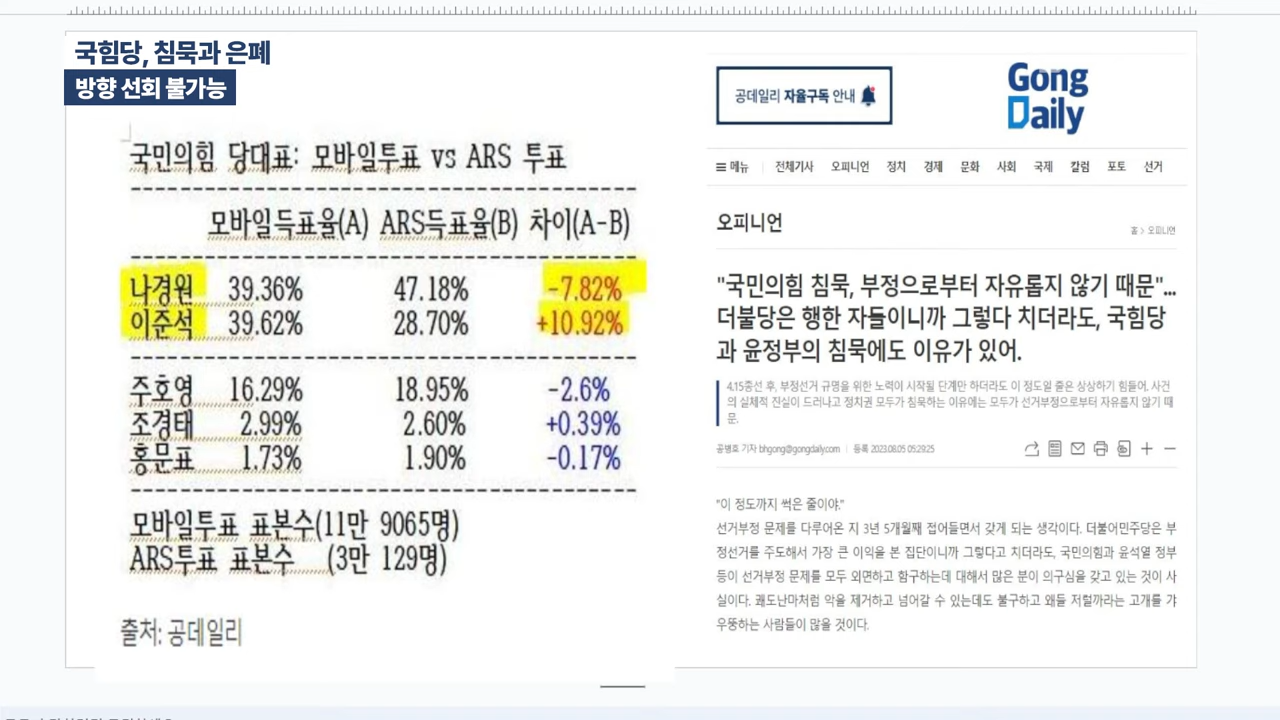 국힘당, 침묵과 은폐
방향 선회 불가능
국민의힘 당대표: 모바일투표 vs ARS 투표
모바일득표율(A) ARS득표율(B) 차이(A-B)
나경원 39.36% 47.18% -7.82%
이준석 39.62% 28.70% +10.92%
주호영 16.29% 18.95% -2.6%
조경태 2.99% 2.60% +0.39%
홍문표 1.73% 1.90% -0.17%
모바일투표 표본수(11만 9065명)
ARS투표 표본수 (3만 129명)
출처: 공데일리
공데일리 자율구독 안내
Gong
Daily
메뉴 전체기사 오피니언 정치 경제 문화 사회 국제 칼럼 포토 선거
오피니언
홈 > 오피니언
"국민의힘 침묵, 부정으로부터 자유롭지 않기 때문"...
더불당은 행한 자들이니까 그렇다 치더라도, 국힘당
과 윤정부의 침묵에도 이유가 있어.
4.15총선 후, 부정선거 규명을 위한 노력이 시작될 단계만 하더라도 이 정도일 줄은 상상하기 힘들어. 사건
의 실체적 진실이 드러나고 정치권 모두가 침묵하는 이유에는 모두가 선거부정으로부터 자유롭지 않기 때
문.
공병호 기자 bhgong@gongdaily.com 등록 2023.08.05 05:29:25
"이 정도까지 썩은 줄이야."
선거부정 문제를 다루어온 지 3년 5개월째 접어들면서 갖게 되는 생각이다. 더불어민주당은 부
정선거를 주도해서 가장 큰 이익을 본 집단이니까 그렇다고 치더라도, 국민의힘과 윤석열 정부
등이 선거부정 문제를 모두 외면하고 함구하는데 대해서 많은 분이 의구심을 갖고 있는 것이 사
실이다. 쾌도난마처럼 악을 제거하고 넘어갈 수 있는데도 불구하고 왜들 저럴까라는 고개를 갸
우뚱하는 사람들이 많을 것이다.